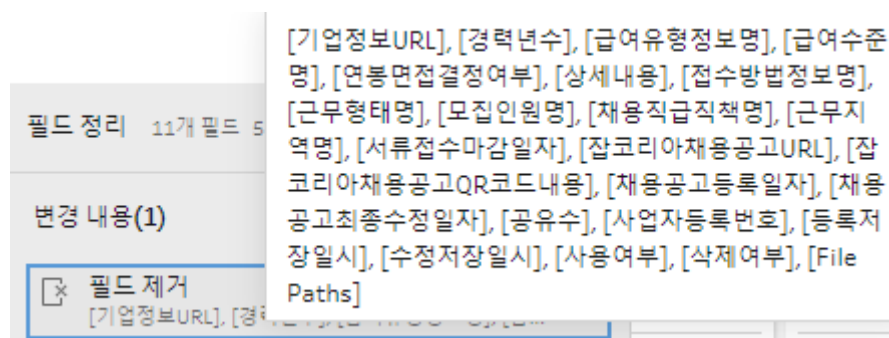 [기업정보URL], [경력년수], [급여유형정보명], [급여수준
명], [연봉면접결정여부], [상세내용], [접수방법정보명],
[근무형태명], [모집인원명], [채용직급직책명], [근무지
역명], [서류접수마감일자], [잡코리아채용공고URL], [잡
코리아채용공고QR코드내용], [채용공고등록일자], [채용
공고최종수정일자], [공유수], [사업자등록번호], [등록저
장일시], [수정저장일시], [사용여부], [삭제여부], [File
Paths]
필드 정리 11개 필드 5
변경 내용(1)
필드 제거
[기업정보URL], [경